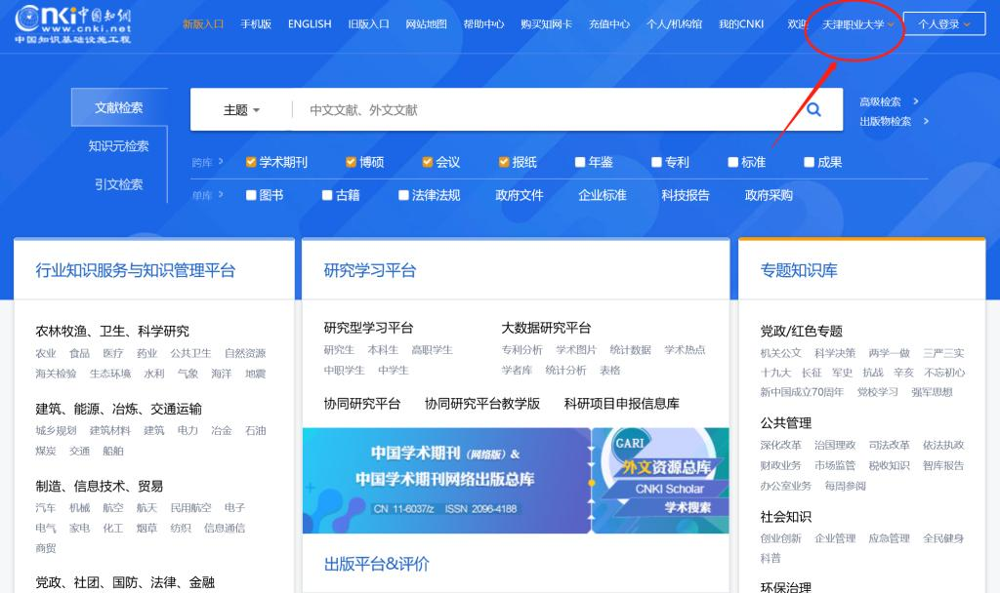 cnki中国知网
www.cnki.net
中国知识基础设施工程
新版入口 手机版 ENGLISH 旧版入口 网站地图 帮助中心 购买知网卡 充值中心 个人/机构馆 我的CNKI 欢迎 天津职业大学 个人登录
文献检索
知识元检索
引文检索
主题 中文文献、外文文献
高级检索 >
出版物检索 >
跨库 > 学术期刊 博硕 会议 报纸 年鉴 专利 标准 成果
单库 > 图书 古籍 法律法规 政府文件 企业标准 科技报告 政府采购
行业知识服务与知识管理平台
农林牧渔、卫生、科学研究
农业 食品 医疗 药业 公共卫生 自然资源
海关检验 生态环境 水利 气象 海洋 地震
建筑、能源、冶炼、交通运输
城乡规划 建筑材料 建筑 电力 冶金 石油
煤炭 交通 船舶
制造、信息技术、贸易
汽车 机械 航空 航天 民用航空 电子
电气 家电 化工 烟草 纺织 信息通信
商贸
党政、社团、国防、法律、金融
研究学习平台
研究型学习平台
研究生 本科生 高职学生
中职学生 中学生
大数据研究平台
专利分析 学术图片 统计数据 学术热点
学者库 统计分析 表格
协同研究平台 协同研究平台教学版 科研项目申报信息库
中国学术期刊(网络版)&
中国学术期刊网络出版总库
CN 11-6037/z ISSN 2096-4188
GARI
外文资源总库
CNKI Scholar
学术搜索
出版平台&评价
专题知识库
党政/红色专题
机关公文 科学决策 两学一做 三严三实
十九大 长征 军史 抗战 辛亥 不忘初心
新中国成立70周年 党校学习 强军思想
公共管理
深化改革 治国理政 司法改革 依法执政
财政业务 市场监管 税收知识 智库报告
办公室业务 每周参阅
社会知识
创业创新 企业管理 应急管理 全民健身
科普
环保治理